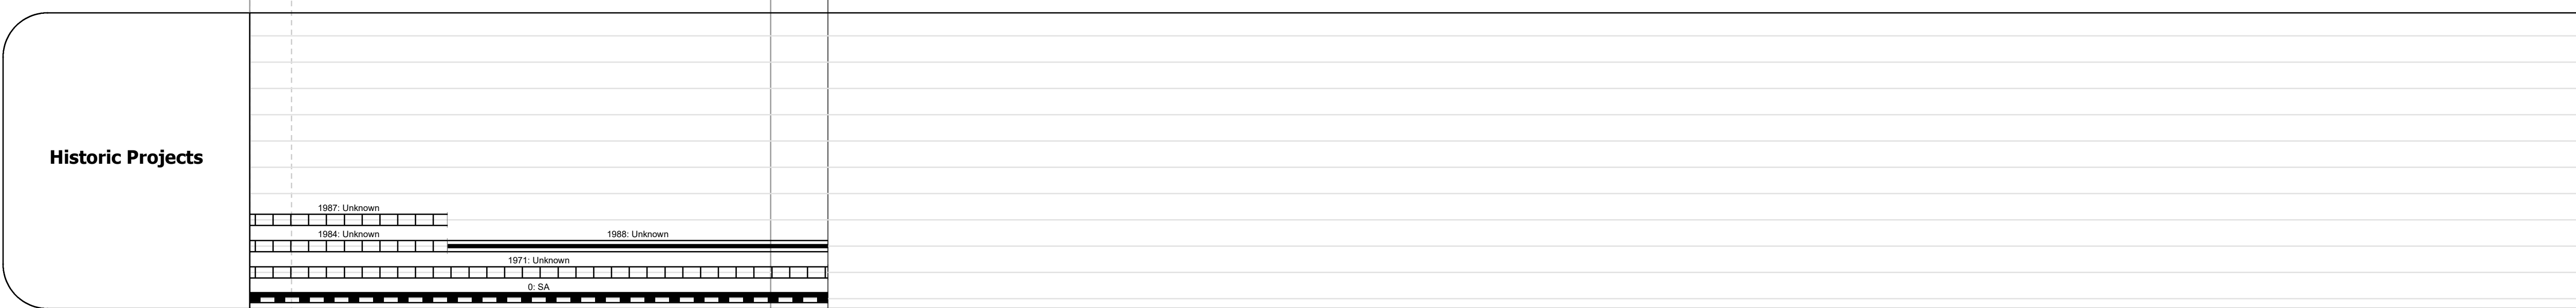 Historic Projects
1987: Unknown
1984: Unknown
1988: Unknown
1971: Unknown
0: SA